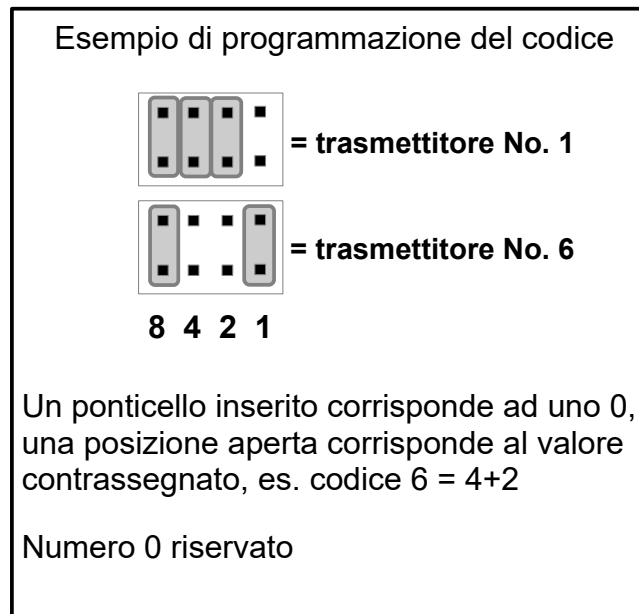 Esempio di programmazione del codice
= trasmettitore No. 1
= trasmettitore No. 6
8 4 2 1
Un ponticello inserito corrisponde ad uno 0,
una posizione aperta corrisponde al valore
contrassegnato, es. codice 6 = 4+2
Numero 0 riservato